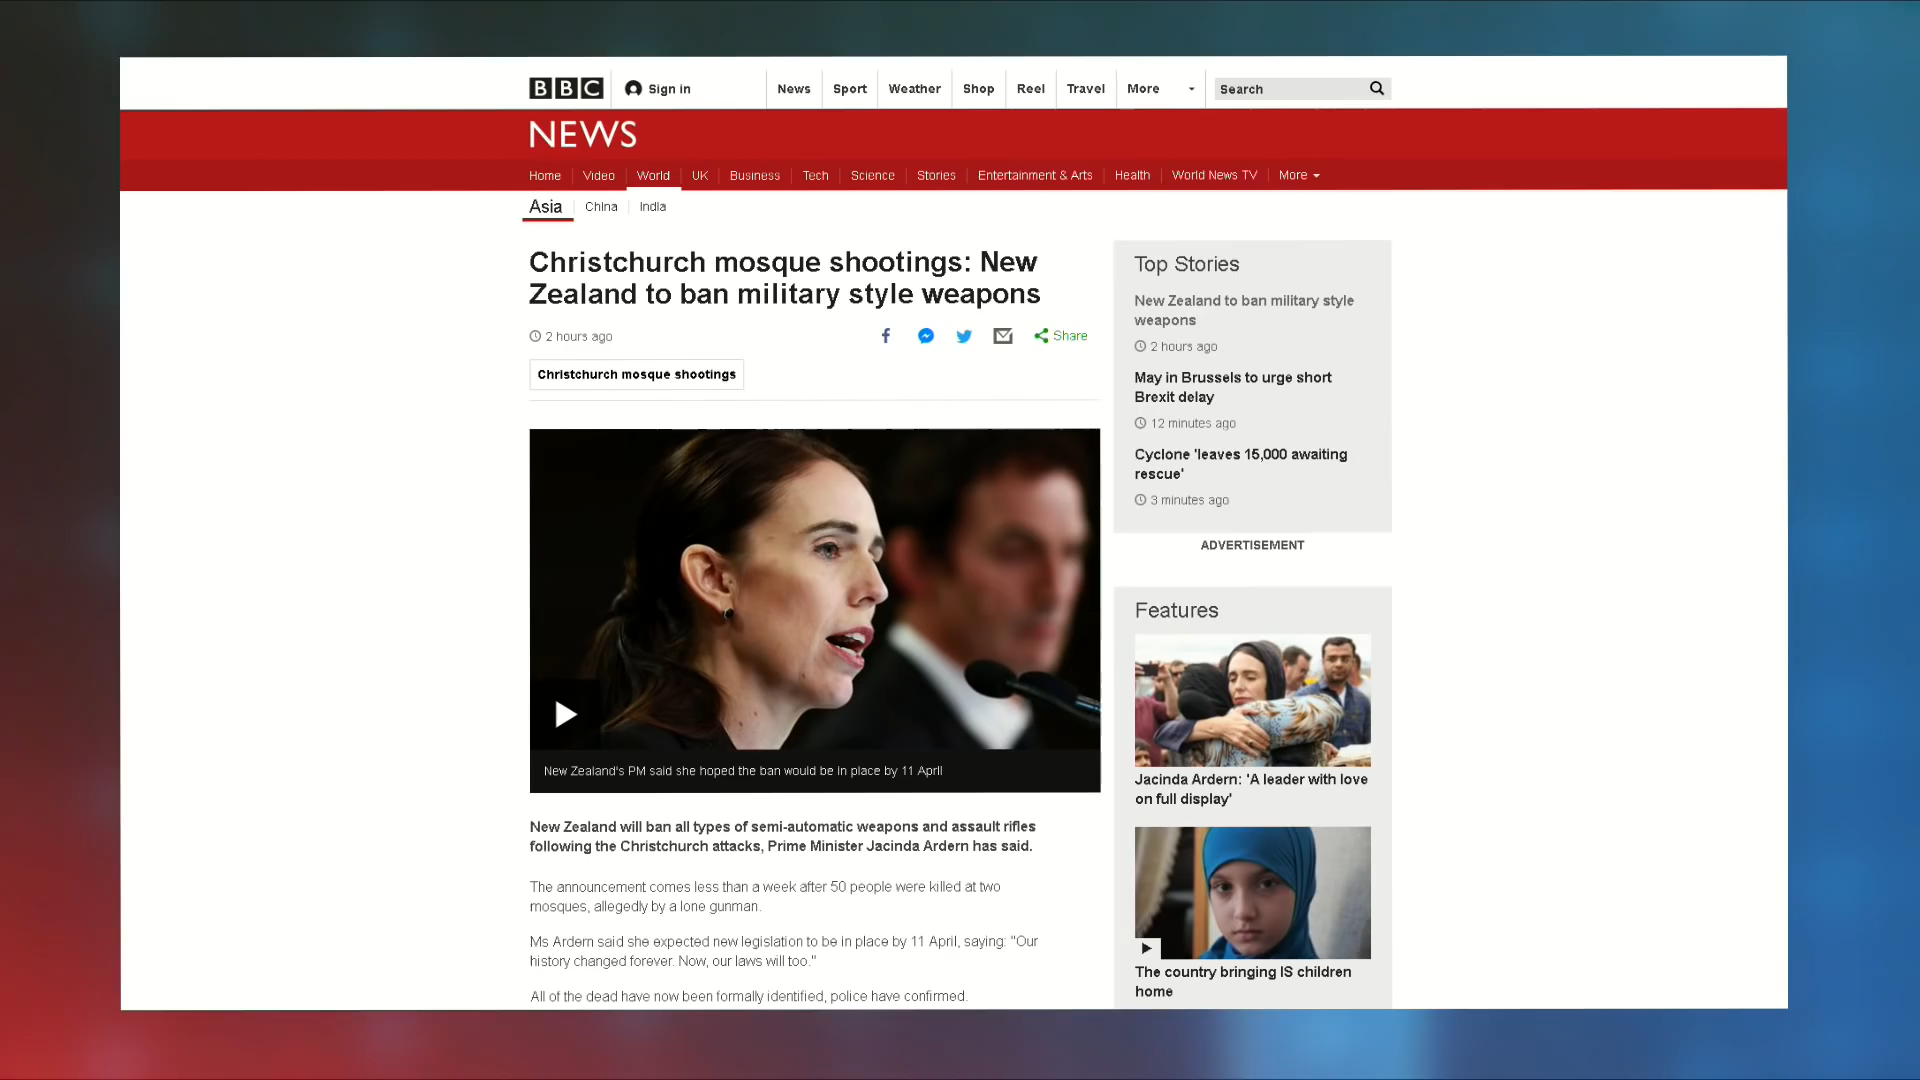 BBC
Sign in
News
Sport
Weather
Shop
Reel
Travel
More
Search
NEWS
Home
Video
World
UK
Business
Tech
Science
Stories
Entertainment & Arts
Health
World News TV
More
Asia
China
India
Christchurch mosque shootings: New
Zealand to ban military style weapons
2 hours ago
Share
Christchurch mosque shootings
New Zealand's PM said she hoped the ban would be in place by 11 April
New Zealand will ban all types of semi-automatic weapons and assault rifles
following the Christchurch attacks, Prime Minister Jacinda Ardern has said.
The announcement comes less than a week after 50 people were killed at two
mosques, allegedly by a lone gunman.
Ms Ardern said she expected new legislation to be in place by 11 April, saying: "Our
history changed forever. Now, our laws will too."
All of the dead have now been formally identified, police have confirmed.
Top Stories
New Zealand to ban military style
weapons
2 hours ago
May in Brussels to urge short
Brexit delay
12 minutes ago
Cyclone 'leaves 15,000 awaiting
rescue'
3 minutes ago
ADVERTISEMENT
Features
Jacinda Ardern: 'A leader with love
on full display'
The country bringing IS children
home